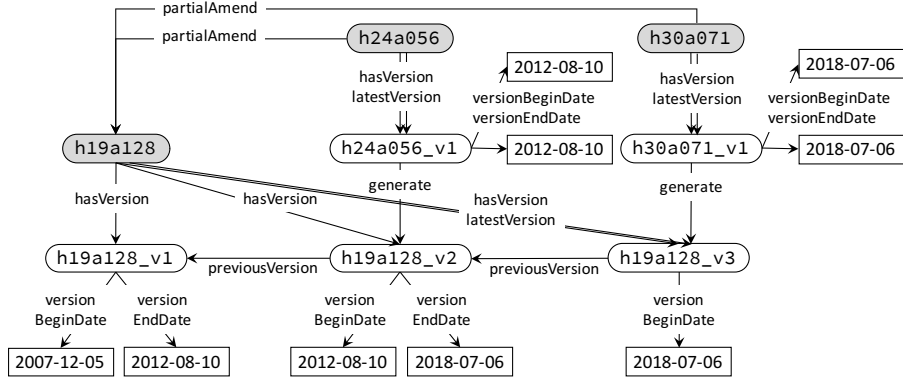 partialAmend
partialAmend
h24a056
h30a071
2012-08-10
2018-07-06
hasVersion
latestVersion
hasVersion
latestVersion
versionBeginDate
versionEndDate
versionBeginDate
versionEndDate
h19a128
h24a056_v1
2012-08-10
h30a071_v1
2018-07-06
generate
generate
hasVersion
hasVersion
hasVersion
latestVersion
h19a128_v1
previousVersion
h19a128_v2
previousVersion
h19a128_v3
version
BeginDate
version
EndDate
version
BeginDate
version
EndDate
version
BeginDate
2007-12-05
2012-08-10
2012-08-10
2018-07-06
2018-07-06